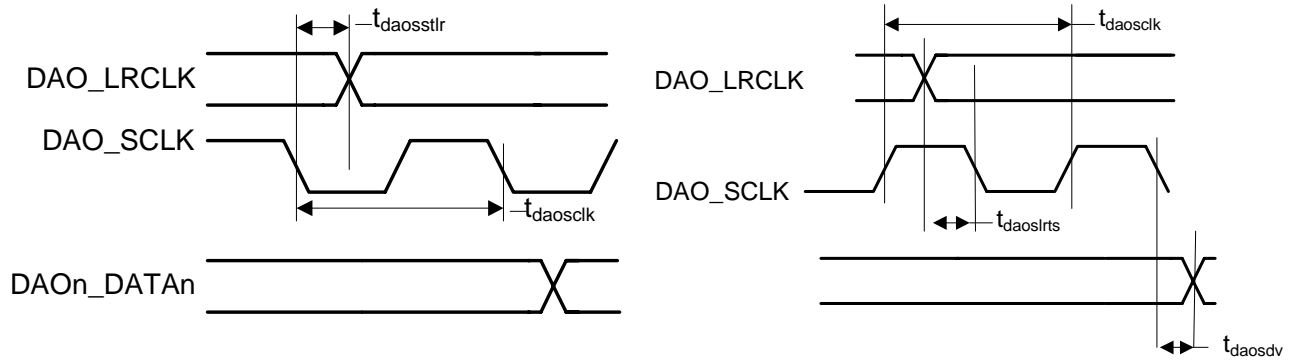 tdaosstlr
DAO_LRCLK
DAO_SCLK
tdaosclk
DAOn_DATAn
tdaosclk
DAO_LRCLK
DAO_SCLK
tdaoslrts
tdaosdv